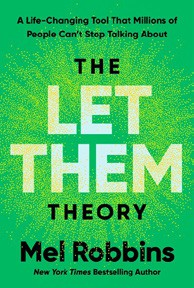 A Life-Changing Tool That Millions of
People Can't Stop Talking About
THE
LET
THEM
THEORY
Mel Robbins
New York Times Bestselling Author